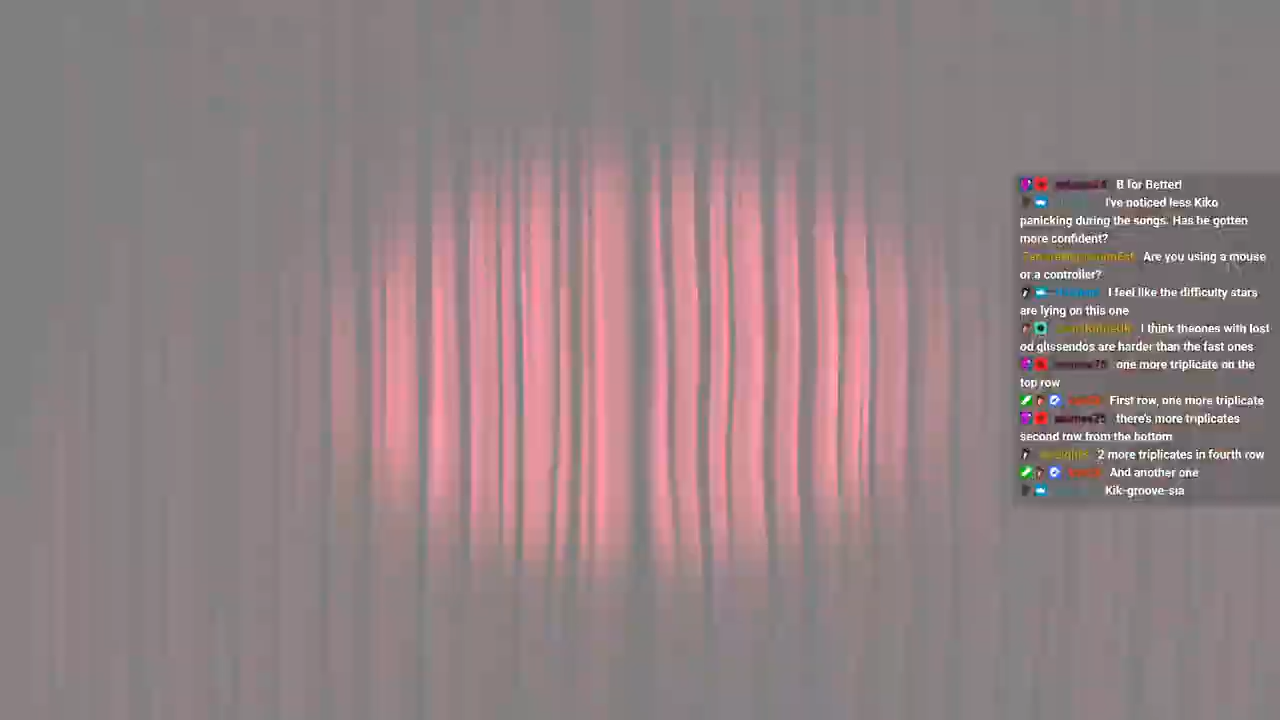 B for Better!
I've noticed less Kiko
panicking during the songs. Has he gotten
more confident?
Are you using a mouse
or a controller?
I feel like the difficulty stars
are lying on this one
I think theones with lost
od glissendos are harder than the fast ones
one more triplicate on the
top row
First row, one more triplicate
there's more triplicates
second row from the bottom
2 more triplicates in fourth row
And another one
Kik-groove-sia